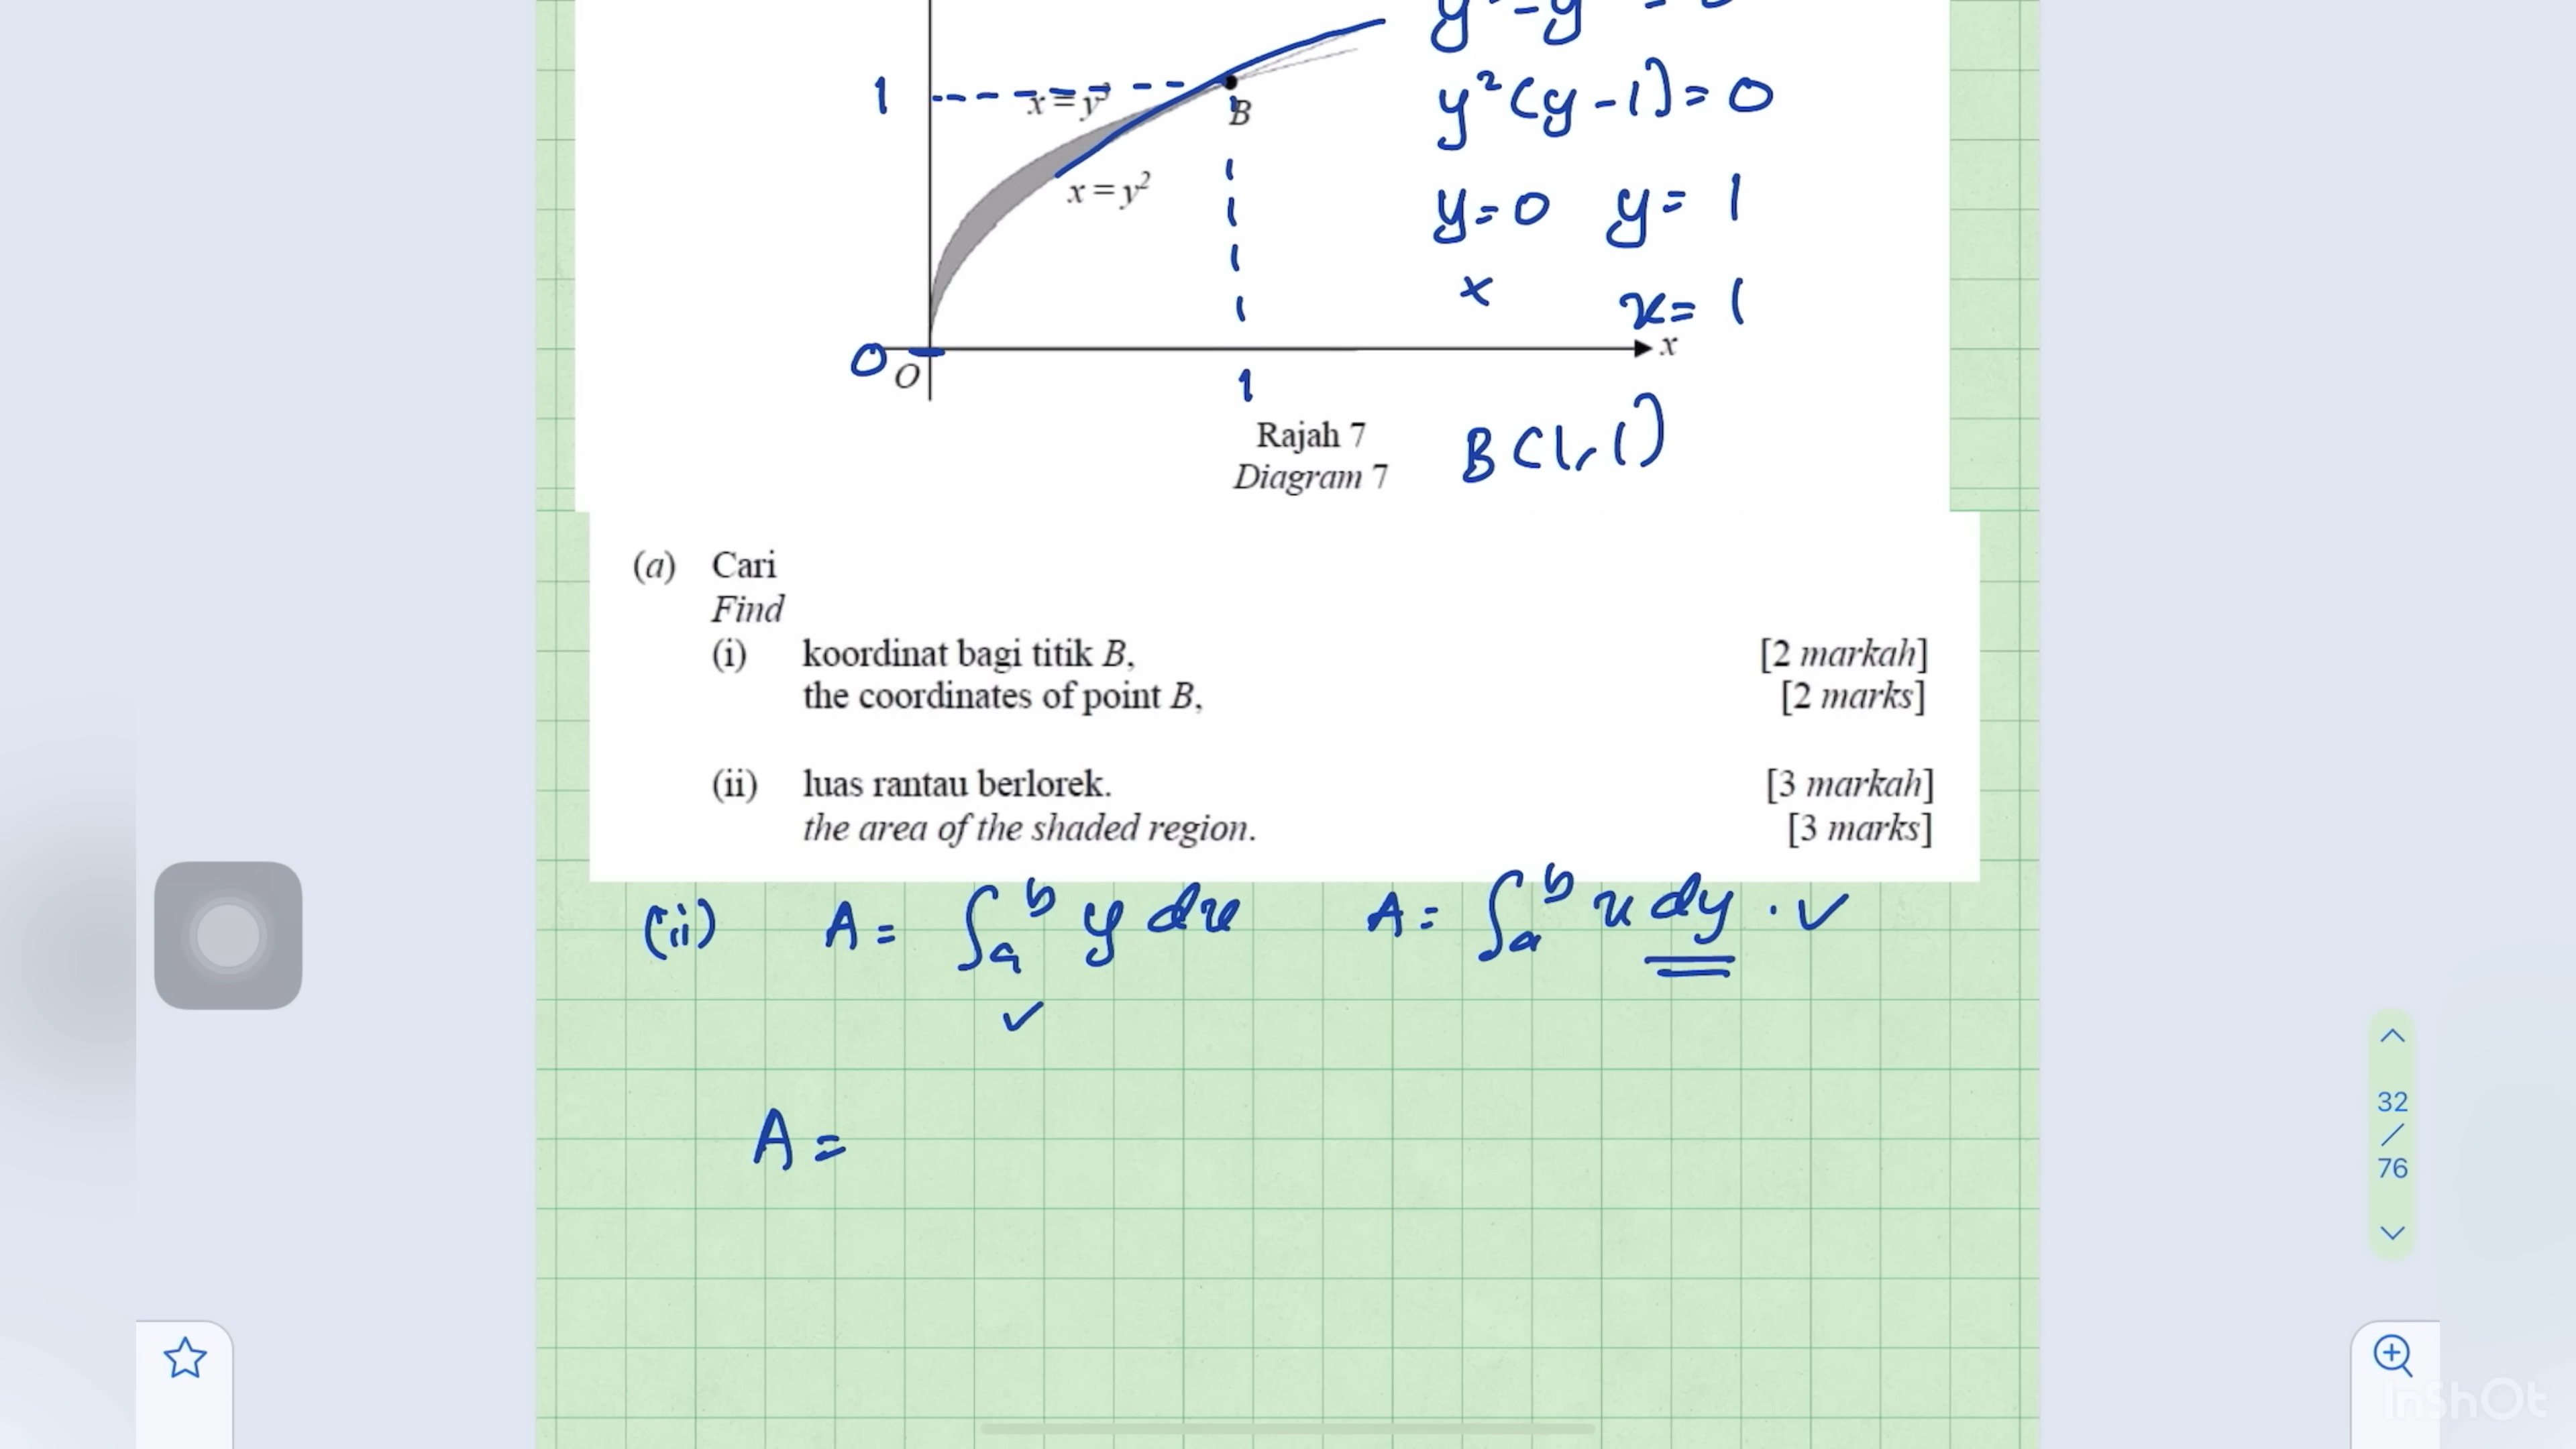 1
x = y³
B
x = y²
y²(y-1)=0
y=0 y= 1
x x= 1
0 O 1 x
Rajah 7
Diagram 7
B(1,1)
(a) Cari
Find
(i) koordinat bagi titik B, [2 markah]
the coordinates of point B, [2 marks]
(ii) luas rantau berlorek. [3 markah]
the area of the shaded region. [3 marks]
(ii) A = ∫ₐᵇ y dx A = ∫ₐᵇ x dy . ✓
✓
A =
32
/
76
InShOt